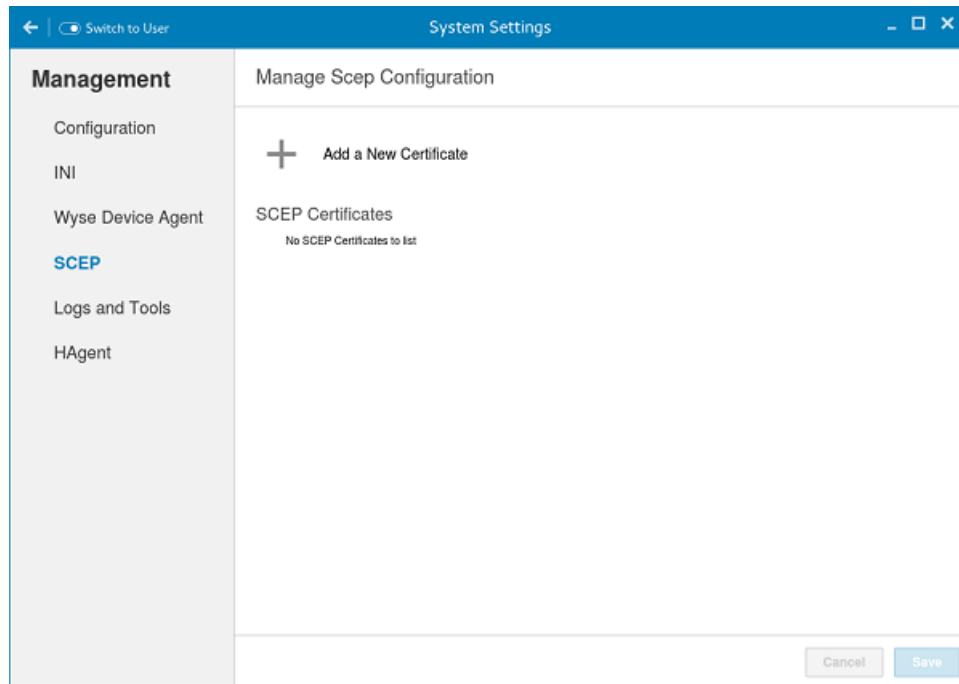 Switch to User
System Settings
Management
Configuration
INI
Wyse Device Agent
SCEP
Logs and Tools
HAgent
Manage Scep Configuration
Add a New Certificate
SCEP Certificates
No SCEP Certificates to list
Cancel
Save